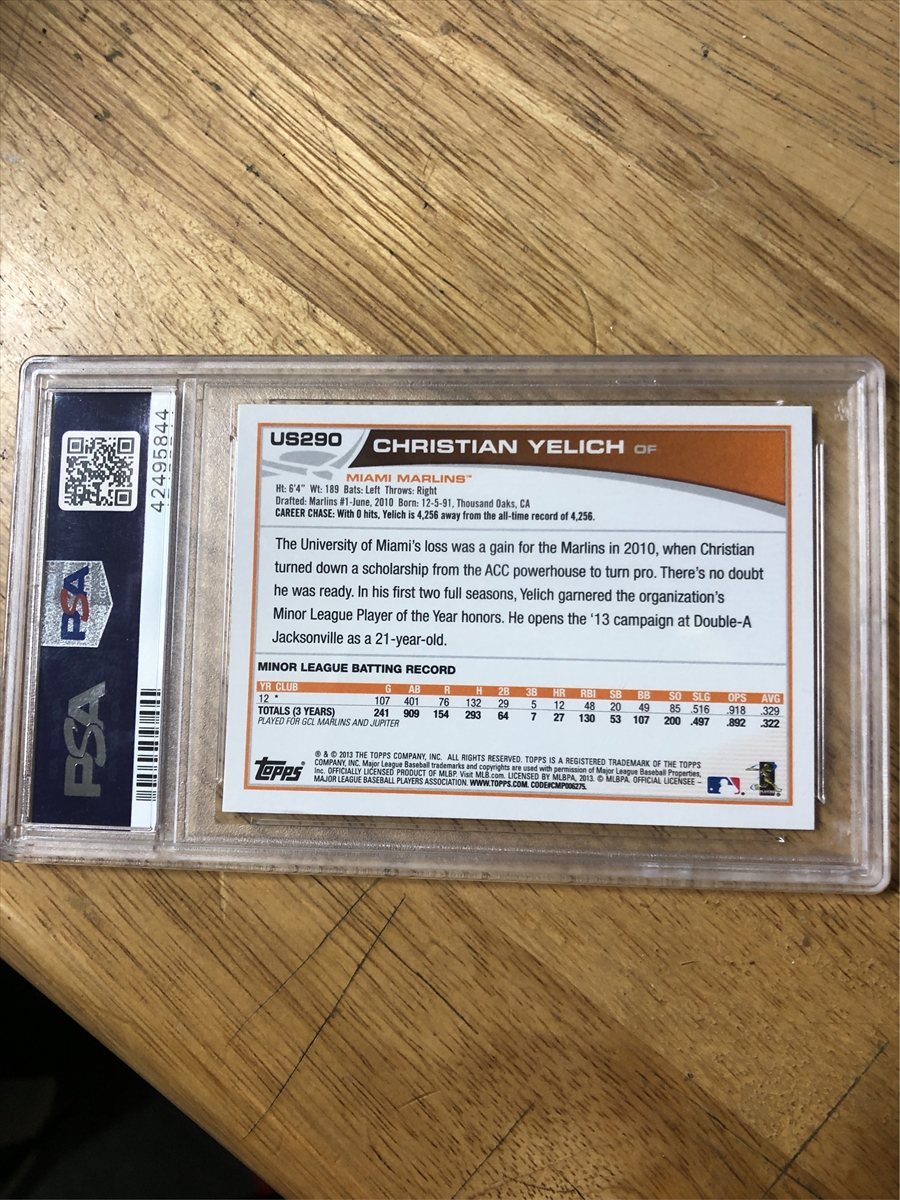 US290
CHRISTIAN YELICH OF
MIAMI MARLINS™
Ht: 6'4" Wt: 189 Bats: Left Throws: Right
Drafted: Marlins #1-June, 2010 Born: 12-5-91, Thousand Oaks, CA
CAREER CHASE: With 0 hits, Yelich is 4,256 away from the all-time record of 4,256.
The University of Miami's loss was a gain for the Marlins in 2010, when Christian
turned down a scholarship from the ACC powerhouse to turn pro. There's no doubt
he was ready. In his first two full seasons, Yelich garnered the organization's
Minor League Player of the Year honors. He opens the '13 campaign at Double-A
Jacksonville as a 21-year-old.
MINOR LEAGUE BATTING RECORD
YR CLUB G AB R H 2B 3B HR RBI SB BB SO SLG OPS AVG
12 * 107 401 76 132 29 5 12 48 20 49 85 .516 .918 .329
TOTALS (3 YEARS) 241 909 154 293 64 7 27 130 53 107 200 .497 .892 .322
PLAYED FOR GCL MARLINS AND JUPITER
Topps
® & © 2013 THE TOPPS COMPANY, INC. ALL RIGHTS RESERVED. TOPPS IS A REGISTERED TRADEMARK OF THE TOPPS
COMPANY, INC. Major League Baseball trademarks and copyrights are used with permission of Major League Baseball Properties,
Inc. OFFICIALLY LICENSED PRODUCT OF MLBP. Visit MLB.com. LICENSED BY MLBPA, 2013. © MLBPA. OFFICIAL LICENSEE –
MAJOR LEAGUE BASEBALL PLAYERS ASSOCIATION. WWW.TOPPS.COM. CODE#CMP006275.
42495844
PSA
PSA